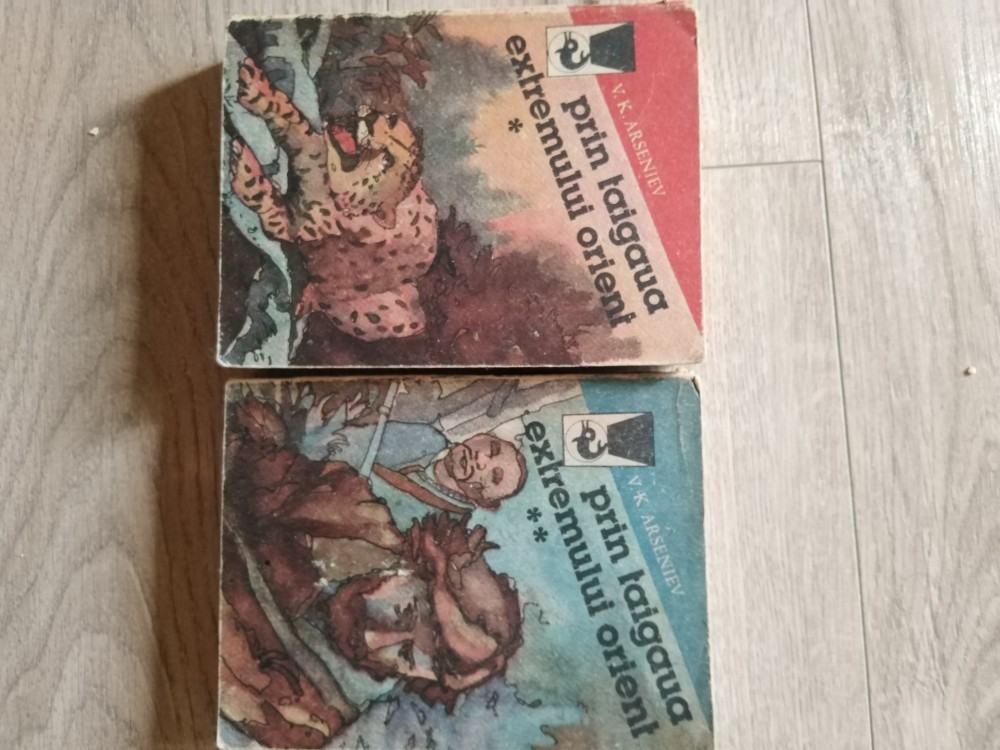 V. K. ARSENIEV
prin taigaua
extremului orient
*
V. K. ARSENIEV
prin taigaua
extremului orient
**